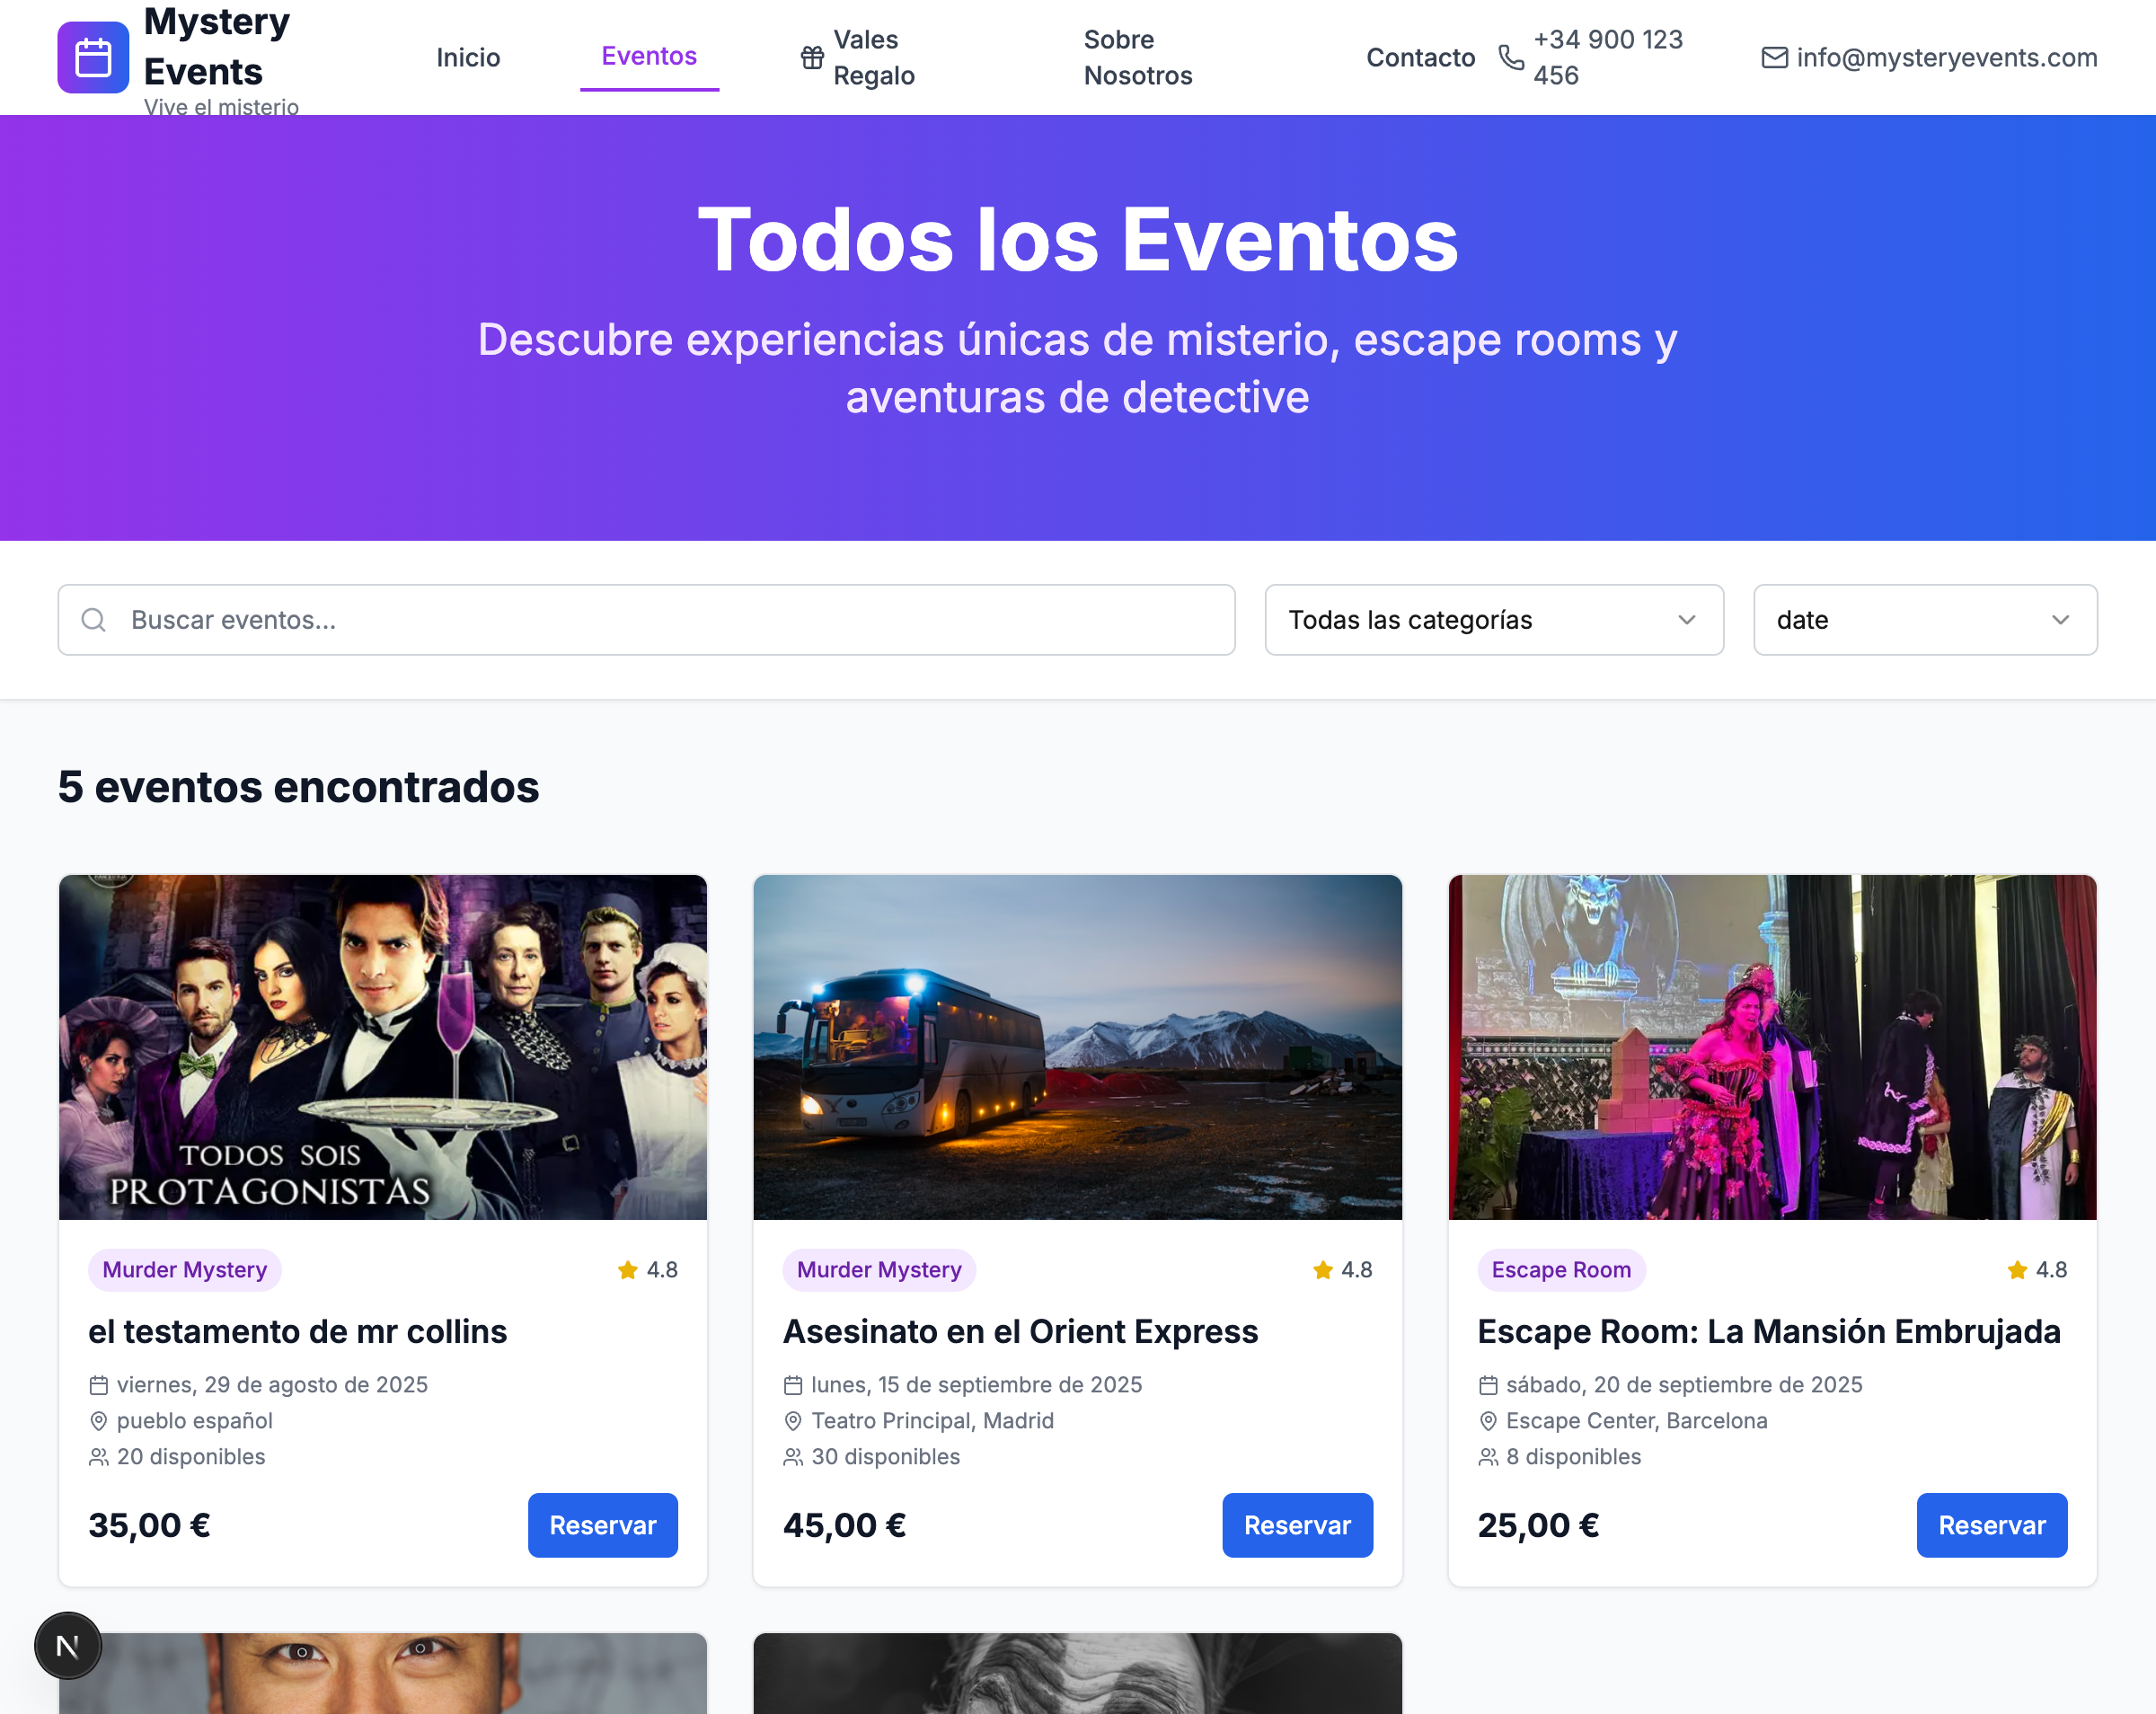 Mystery
Events
Vive el misterio
Inicio
Eventos
Vales
Regalo
Sobre
Nosotros
Contacto
+34 900 123
456
info@mysteryevents.com
Todos los Eventos
Descubre experiencias únicas de misterio, escape rooms y
aventuras de detective
Buscar eventos...
Todas las categorías
date
5 eventos encontrados
TODOS SOIS
PROTAGONISTAS
Murder Mystery
4.8
el testamento de mr collins
viernes, 29 de agosto de 2025
pueblo español
20 disponibles
35,00 €
Reservar
Murder Mystery
4.8
Asesinato en el Orient Express
lunes, 15 de septiembre de 2025
Teatro Principal, Madrid
30 disponibles
45,00 €
Reservar
Escape Room
4.8
Escape Room: La Mansión Embrujada
sábado, 20 de septiembre de 2025
Escape Center, Barcelona
8 disponibles
25,00 €
Reservar
N